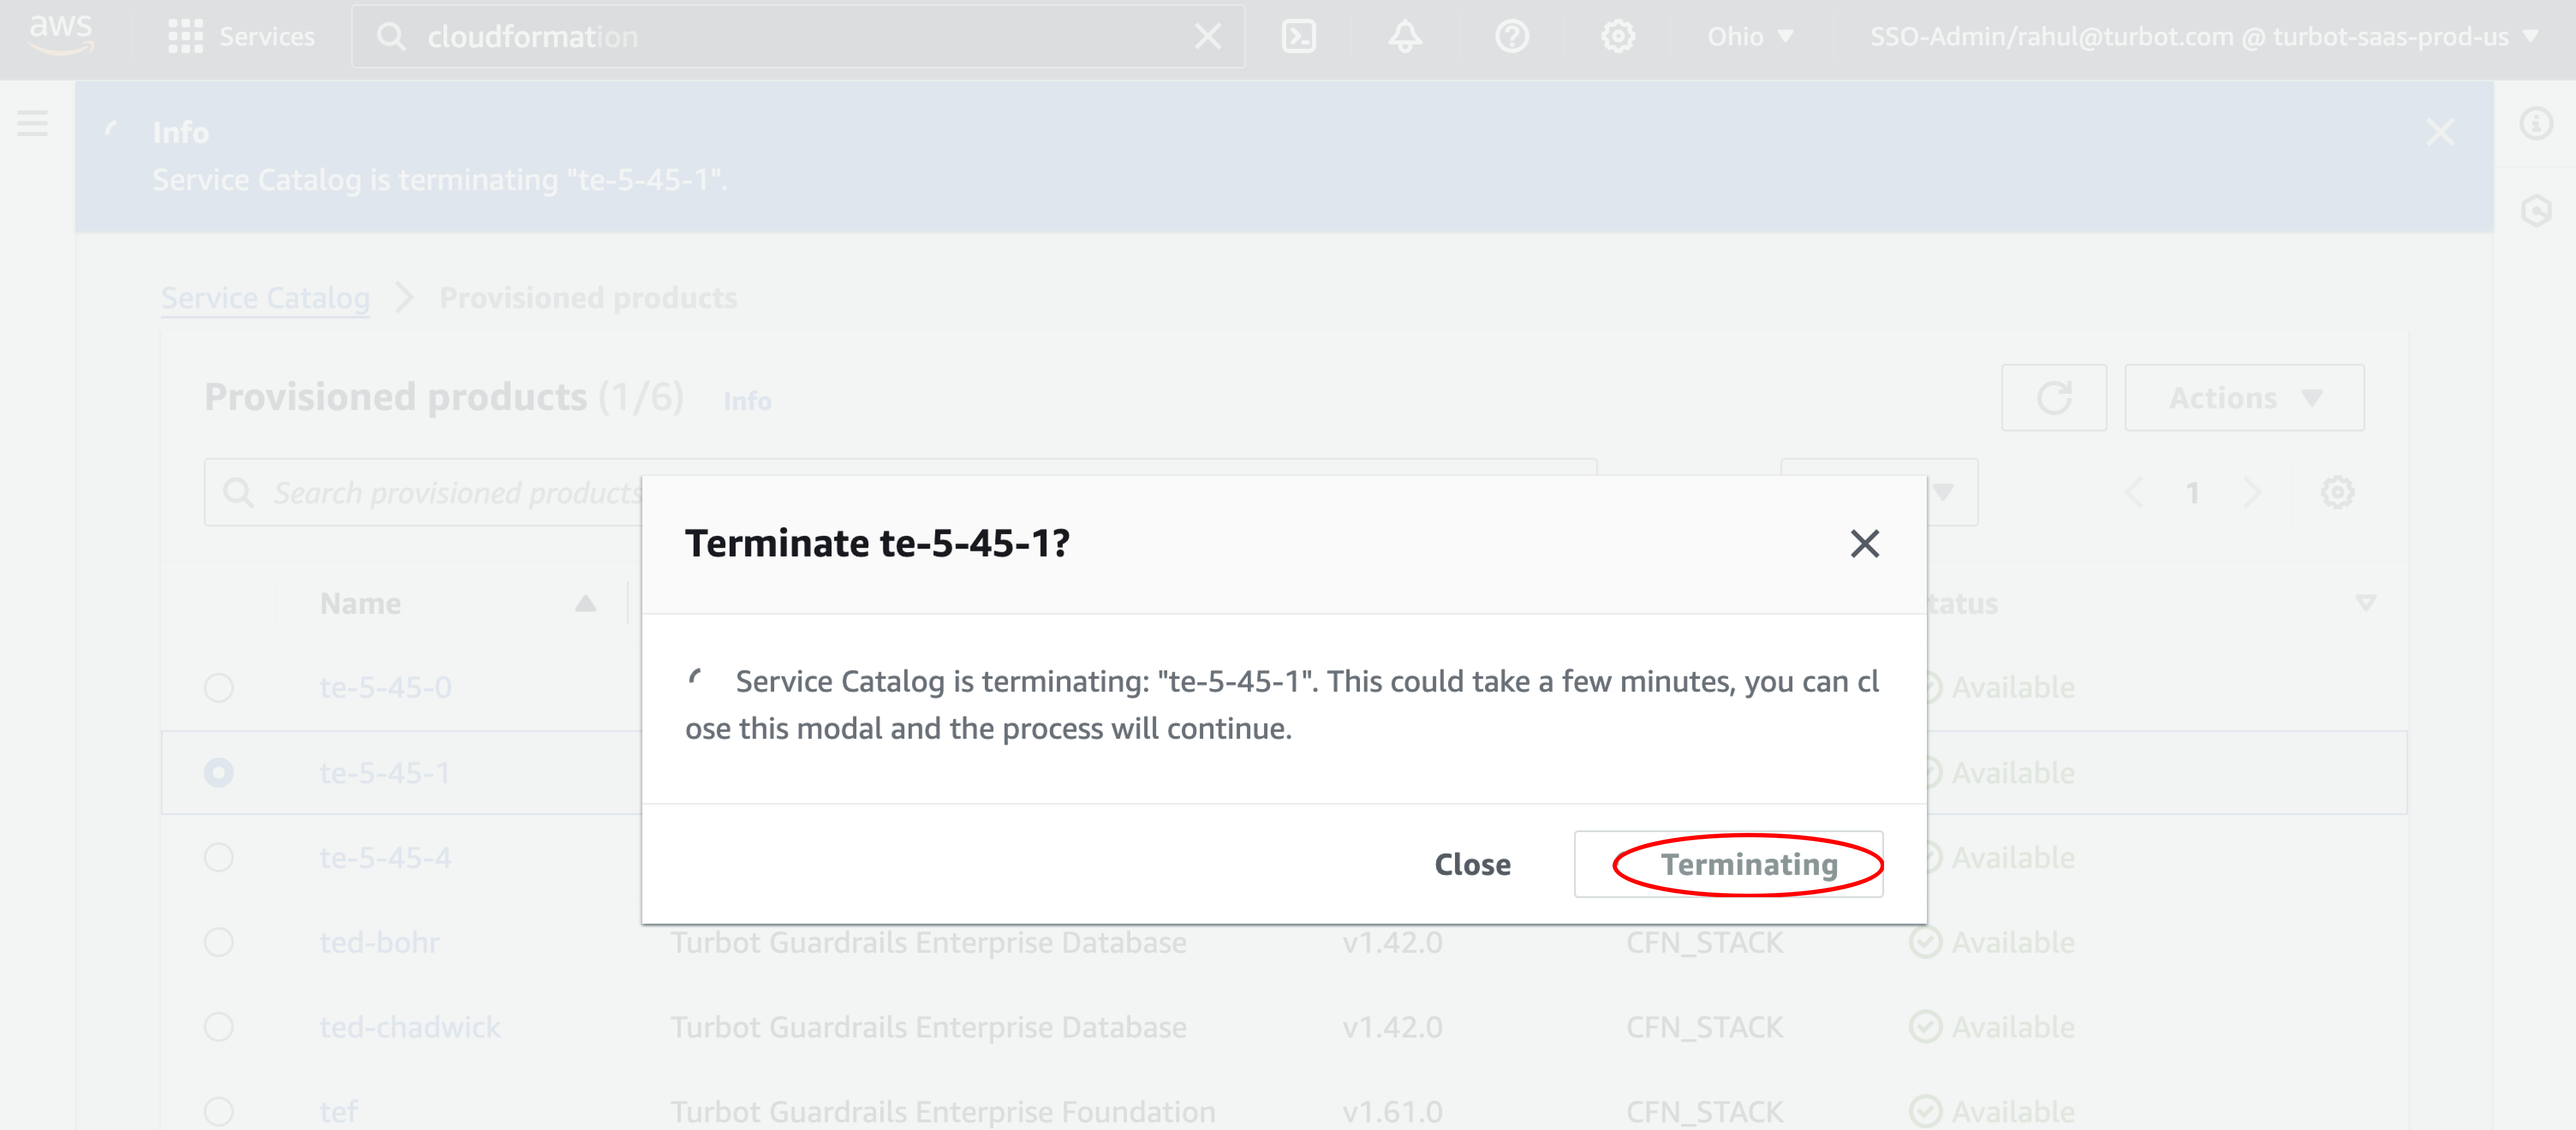 aws
Services
cloudformation
Ohio
SSO-Admin/rahul@turbot.com @ turbot-saas-prod-us
Info
Service Catalog is terminating "te-5-45-1".
Service Catalog
Provisioned products
Provisioned products (1/6)
Info
Actions
Search provisioned products
1
Terminate te-5-45-1?
Name
tatus
Service Catalog is terminating: "te-5-45-1". This could take a few minutes, you can cl
ose this modal and the process will continue.
te-5-45-0
Available
te-5-45-1
Available
te-5-45-4
Available
Close
Terminating
ted-bohr
Turbot Guardrails Enterprise Database
v1.42.0
CFN_STACK
Available
ted-chadwick
Turbot Guardrails Enterprise Database
v1.42.0
CFN_STACK
Available
tef
Turbot Guardrails Enterprise Foundation
v1.61.0
CFN_STACK
Available